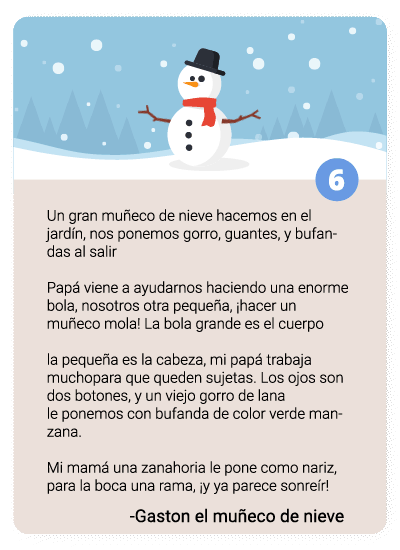 6
Un gran muñeco de nieve hacemos en el
jardín, nos ponemos gorro, guantes, y bufan-
das al salir
Papá viene a ayudarnos haciendo una enorme
bola, nosotros otra pequeña, ¡hacer un
muñeco mola! La bola grande es el cuerpo
la pequeña es la cabeza, mi papá trabaja
muchopara que queden sujetas. Los ojos son
dos botones, y un viejo gorro de lana
le ponemos con bufanda de color verde man-
zana.
Mi mamá una zanahoria le pone como nariz,
para la boca una rama, ¡y ya parece sonreír!
-Gaston el muñeco de nieve